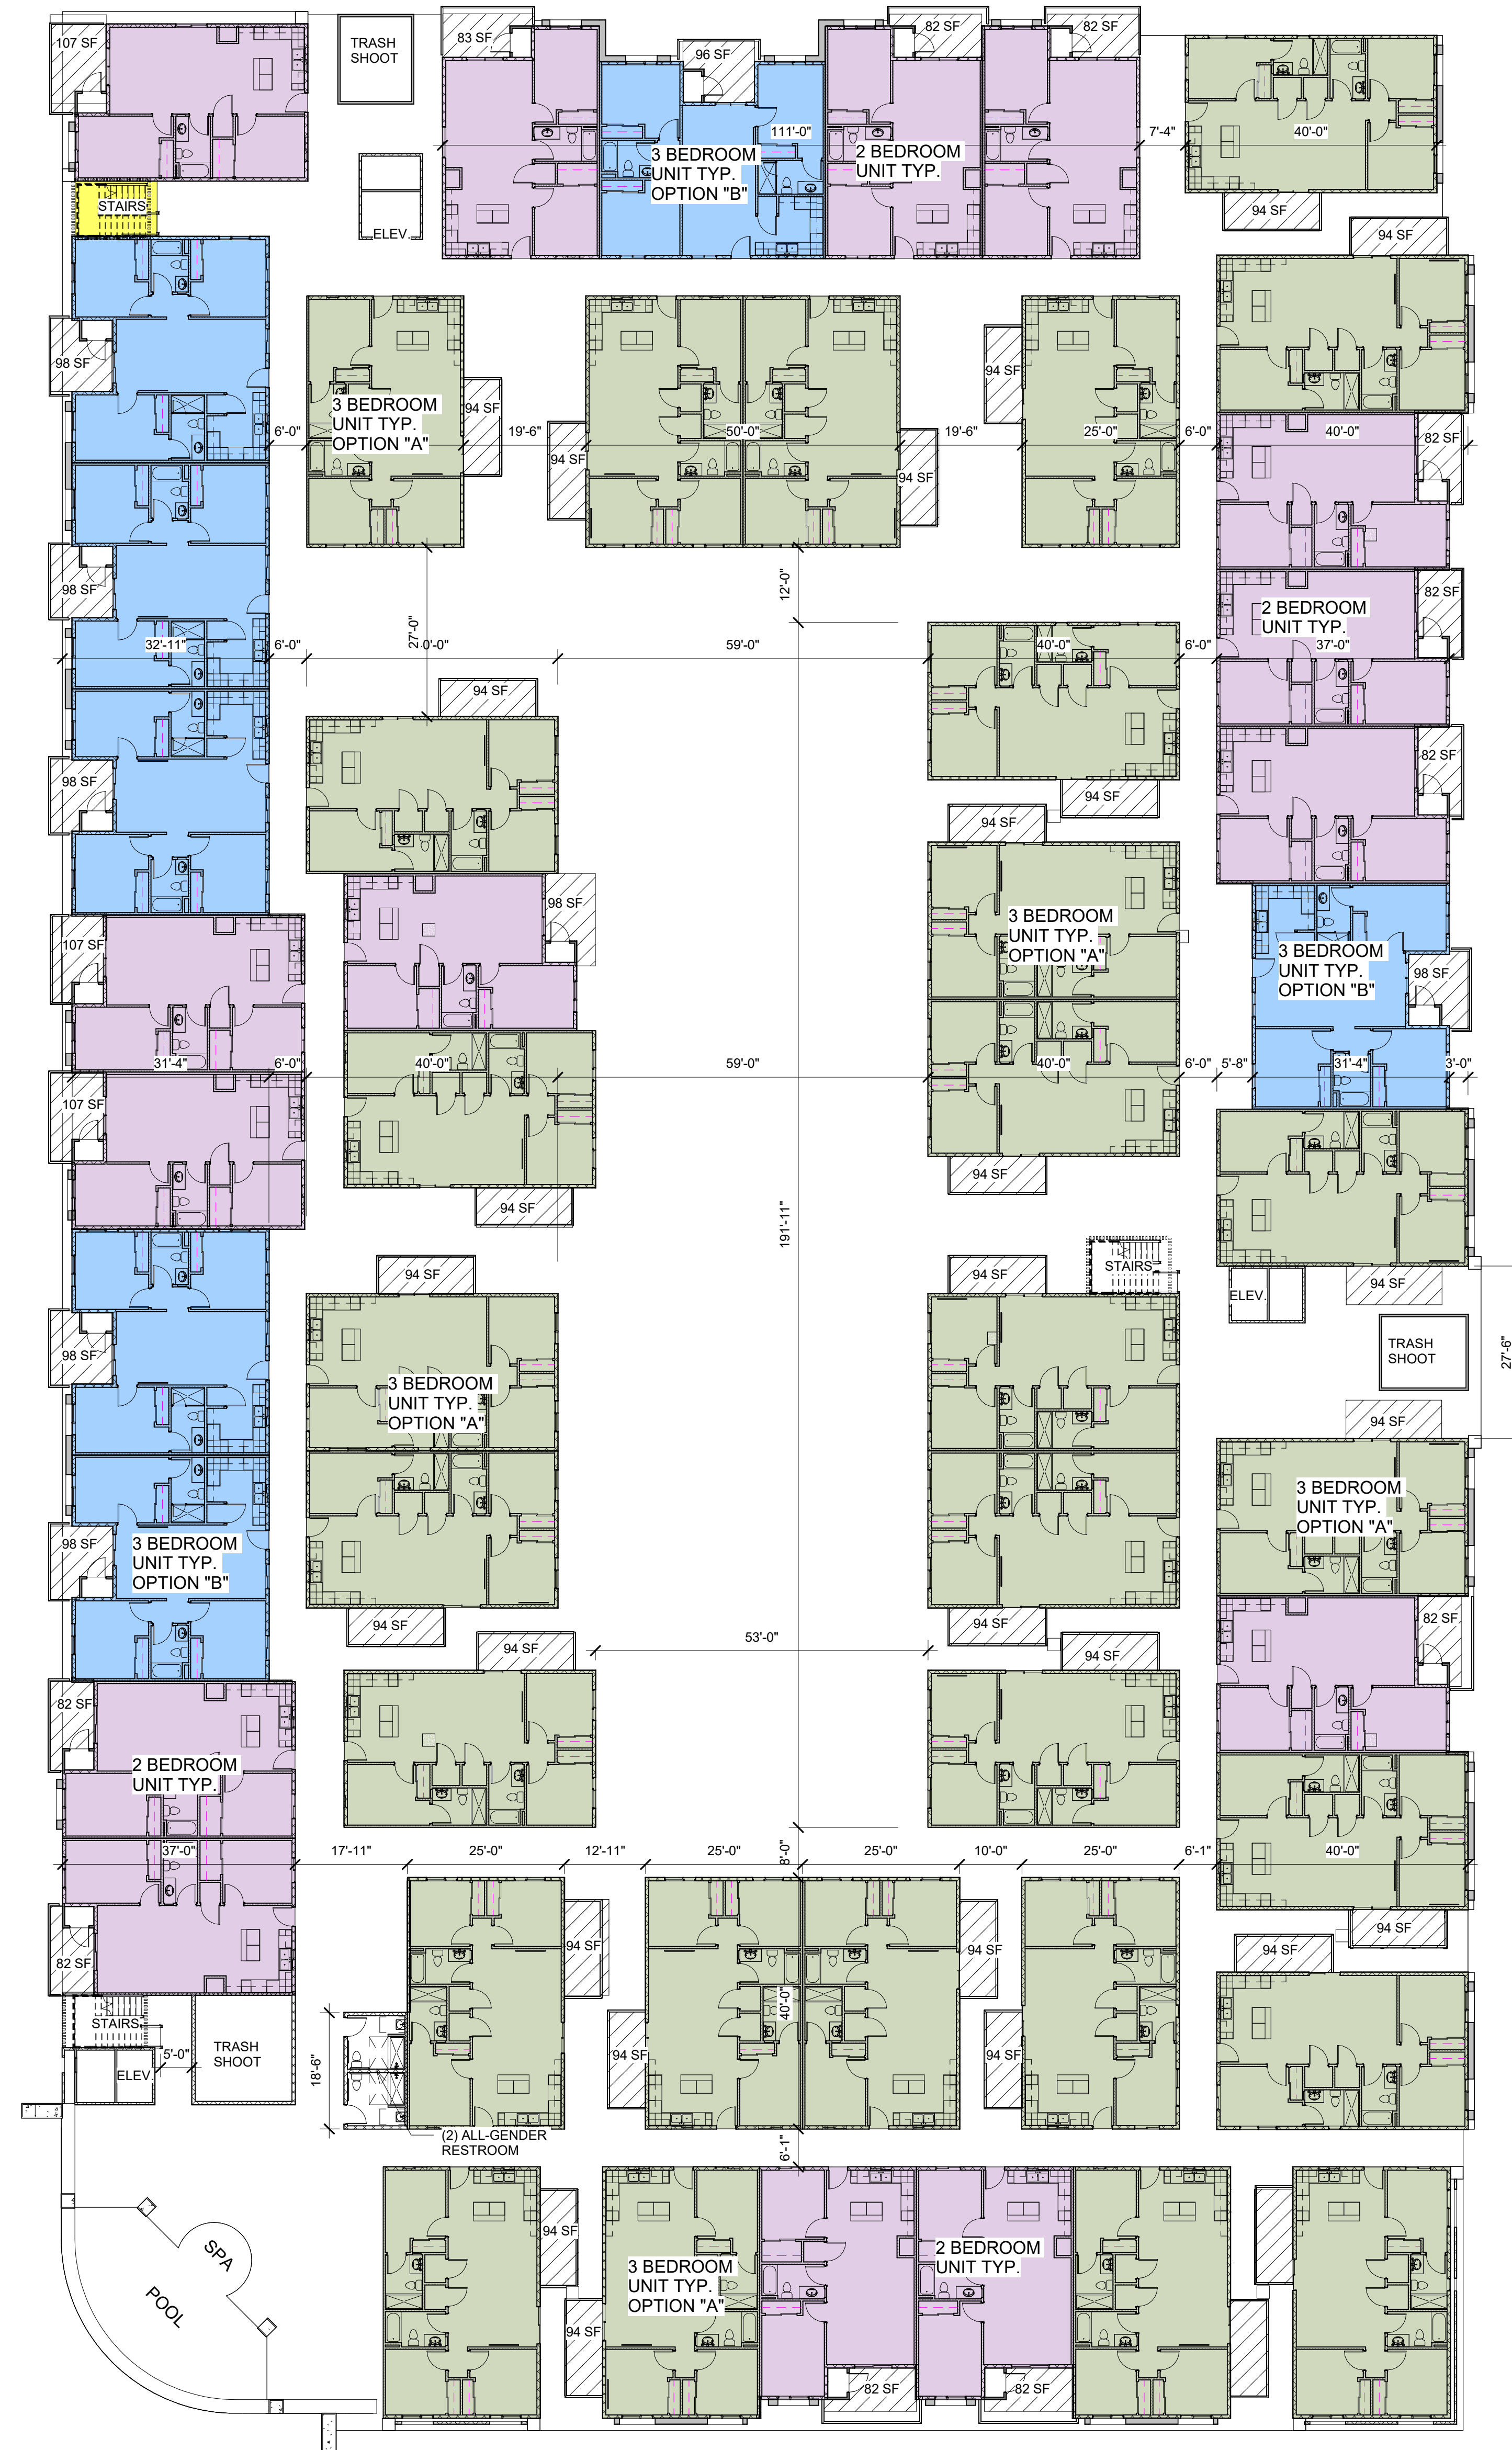 107 SF
TRASH
SHOOT
83 SF
96 SF
82 SF
82 SF
111'-0"
7'-4"
40'-0"
3 BEDROOM
UNIT TYP.
OPTION "B"
2 BEDROOM
UNIT TYP.
STAIRS
ELEV.
94 SF
94 SF
98 SF
94 SF
3 BEDROOM
UNIT TYP.
OPTION "A"
94 SF
6'-0"
19'-6"
50'-0"
19'-6"
25'-0"
6'-0"
40'-0"
82 SF
94 SF
94 SF
98 SF
12'-0"
82 SF
2 BEDROOM
UNIT TYP.
27'-0"
32'-11"
6'-0"
0'-0"
59'-0"
40'-0"
6'-0"
37'-0"
94 SF
98 SF
82 SF
94 SF
94 SF
98 SF
3 BEDROOM
UNIT TYP.
OPTION "A"
107 SF
3 BEDROOM
UNIT TYP.
OPTION "B"
98 SF
31'-4"
6'-0"
40'-0"
59'-0"
40'-0"
6'-0"
5'-8"
31'-4"
3'-0"
107 SF
94 SF
94 SF
191'-11"
STAIRS
94 SF
94 SF
94 SF
ELEV.
TRASH
SHOOT
27'-6"
98 SF
3 BEDROOM
UNIT TYP.
OPTION "A"
94 SF
3 BEDROOM
UNIT TYP.
OPTION "A"
98 SF
3 BEDROOM
UNIT TYP.
OPTION "B"
94 SF
94 SF
82 SF
53'-0"
94 SF
94 SF
82 SF
2 BEDROOM
UNIT TYP.
37'-0"
17'-11"
25'-0"
12'-11"
25'-0"
8'-0"
25'-0"
10'-0"
25'-0"
6'-1"
40'-0"
94 SF
94 SF
94 SF
94 SF
82 SF
STAIRS
ELEV.
5'-0"
TRASH
SHOOT
18'-6"
40'-0"
94 SF
94 SF
(2) ALL-GENDER
RESTROOM
6'-1"
94 SF
SPA
POOL
3 BEDROOM
UNIT TYP.
OPTION "A"
2 BEDROOM
UNIT TYP.
94 SF
82 SF
82 SF